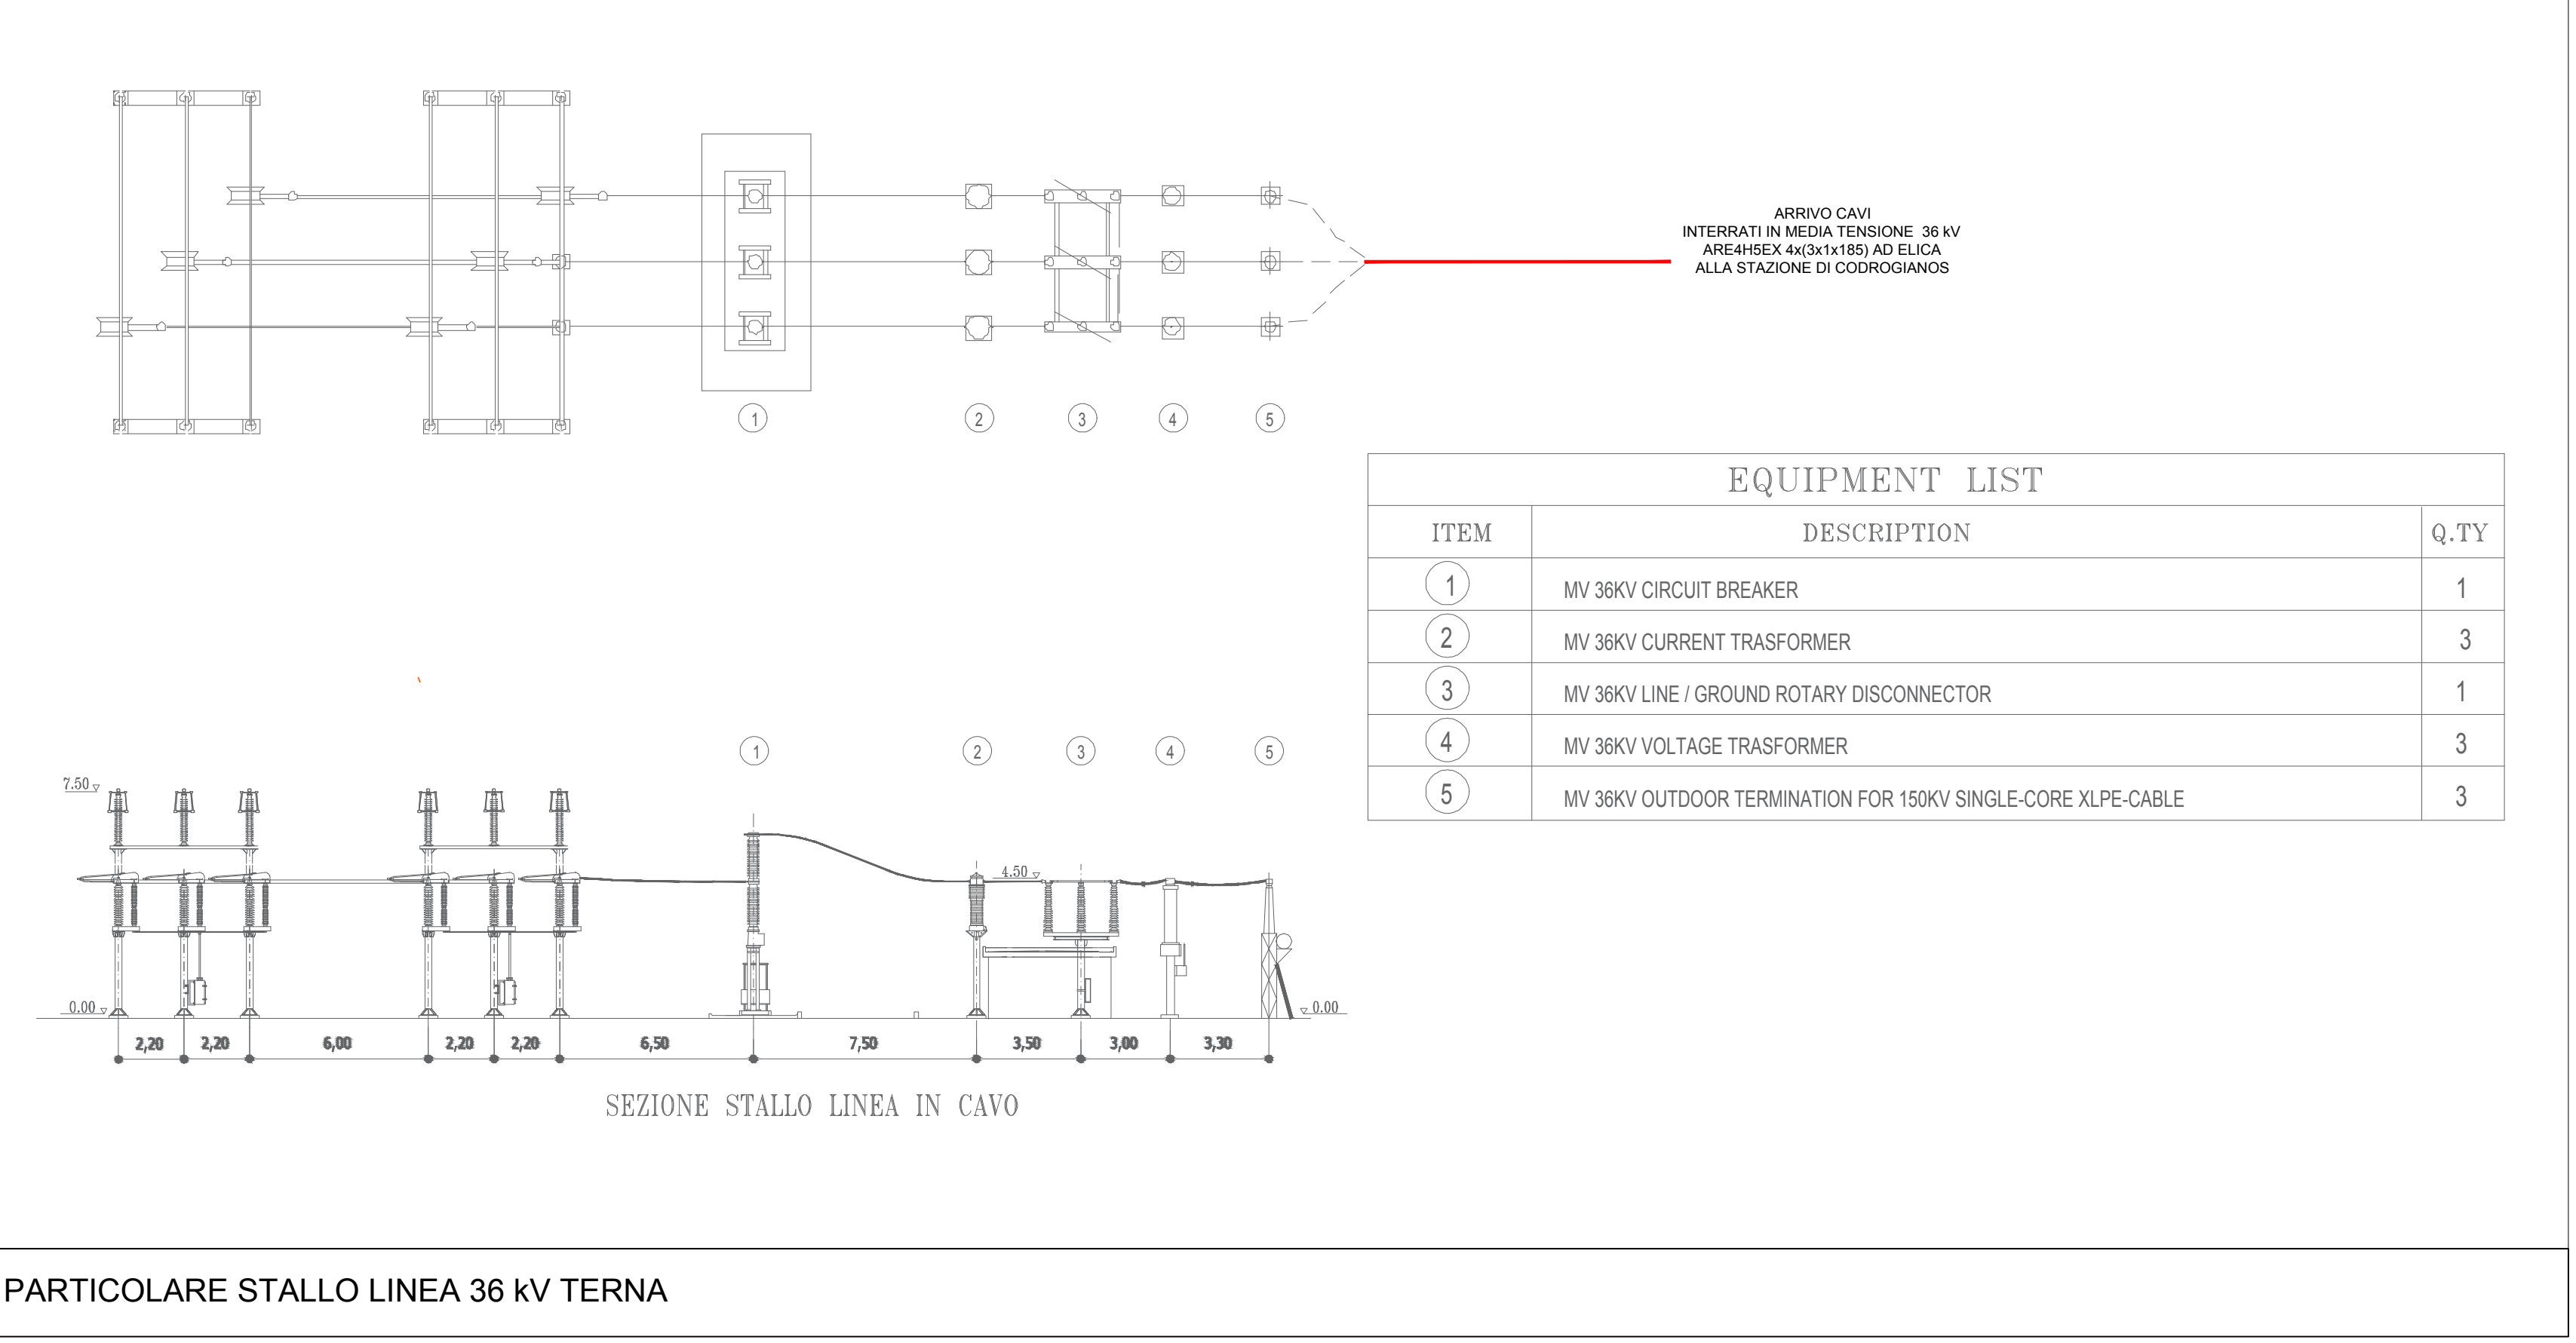 ARRIVO CAVI
INTERRATI IN MEDIA TENSIONE 36 kV
ARE4H5EX 4x(3x1x185) AD ELICA
ALLA STAZIONE DI CODROGIANOS
1 2 3 4 5
EQUIPMENT LIST
ITEM DESCRIPTION Q.TY
1 MV 36KV CIRCUIT BREAKER 1
2 MV 36KV CURRENT TRASFORMER 3
3 MV 36KV LINE / GROUND ROTARY DISCONNECTOR 1
4 MV 36KV VOLTAGE TRASFORMER 3
5 MV 36KV OUTDOOR TERMINATION FOR 150KV SINGLE-CORE XLPE-CABLE 3
1 2 3 4 5
7.50
4.50
0.00 0.00
2,20 2,20 6,00 2,20 2,20 6,50 7,50 3,50 3,00 3,30
SEZIONE STALLO LINEA IN CAVO
PARTICOLARE STALLO LINEA 36 kV TERNA